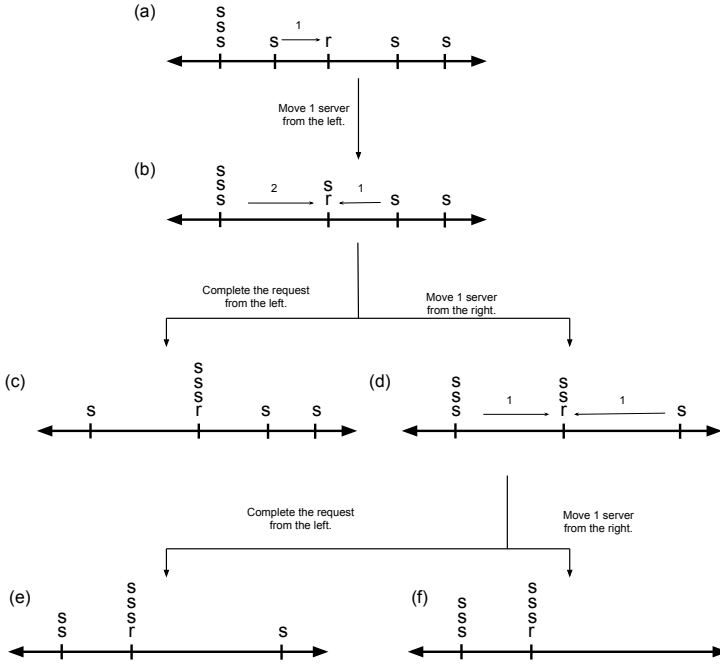 (a)
s
s
s
s
1
r
s
s
Move 1 server
from the left.
(b)
s
s
s
2
s
r
1
s
s
Complete the request
from the left.
Move 1 server
from the right.
(c)
s
s
s
s
r
s
s
(d)
s
s
s
1
s
s
r
1
s
Complete the request
from the left.
Move 1 server
from the right.
(e)
s
s
s
s
s
r
s
(f)
s
s
s
s
s
s
r